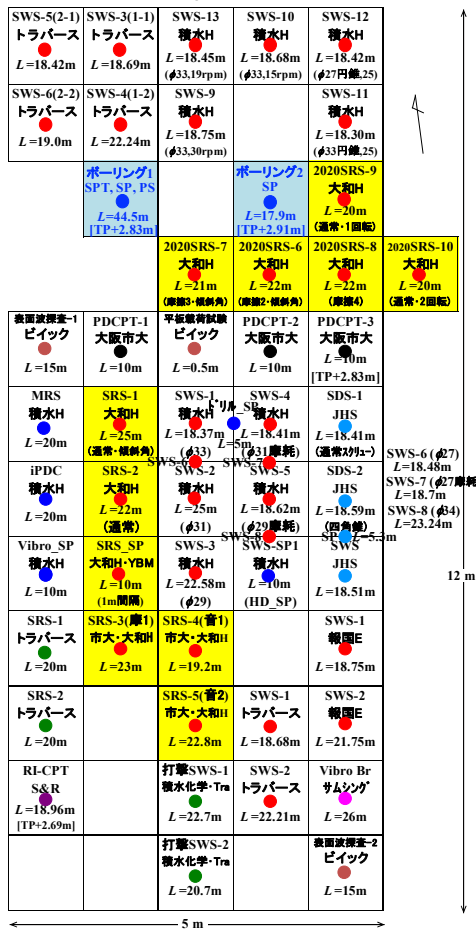 SWS-5(2-1)
トラバース
L=18.42m
SWS-3(1-1)
トラバース
L=18.69m
SWS-13
積水H
L=18.45m
(ϕ33,19rpm)
SWS-10
積水H
L=18.68m
(ϕ33,15rpm)
SWS-12
積水H
L=18.42m
(ϕ27円錐,25)
SWS-6(2-2)
トラバース
L=19.0m
SWS-4(1-2)
トラバース
L=22.24m
SWS-9
積水H
L=18.75m
(ϕ33,30rpm)
SWS-11
積水H
L=18.30m
(ϕ33円錐,25)
ボーリング1
SPT, SP, PS
L=44.5m
[TP+2.83m]
ボーリング2
SP
L=17.9m
[TP+2.91m]
2020SRS-9
大和H
L=20m
(通常・1回転)
2020SRS-7
大和H
L=21m
(摩擦3・傾斜角)
2020SRS-6
大和H
L=22m
(摩擦2・傾斜角)
2020SRS-8
大和H
L=22m
(摩擦4)
2020SRS-10
大和H
L=20m
(通常・2回転)
表面波探査-1
ビイック
L=15m
PDCPT-1
大阪市大
L=10m
平板載荷試験
ビイック
L=0.5m
PDCPT-2
大阪市大
L=10m
PDCPT-3
大阪市大
L=10m
[TP+2.83m]
MRS
積水H
L=20m
SRS-1
大和H
L=25m
(通常・傾斜角)
SWS-1
積水H
L=18.37m
(ϕ33)
ドリル_SP
L=5m
SWS-4
積水H
L=18.41m
(ϕ31摩耗)
SDS-1
JHS
L=18.41m
(通常スクリュー)
SWS-6
SWS-7
SWS-6 (ϕ27)
L=18.48m
SWS-7 (ϕ27摩耗)
L=18.7m
SWS-8 (ϕ34)
L=23.24m
iPDC
積水H
L=20m
SRS-2
大和H
L=22m
(通常)
SWS-2
積水H
L=25m
(ϕ31)
SWS-5
積水H
L=18.62m
(ϕ29摩耗)
SDS-2
JHS
L=18.59m
(四角錐)
SWS-8
SP
L=5.3m
Vibro_SP
積水H
L=10m
SRS_SP
大和H・YBM
L=10m
(1m間隔)
SWS-3
積水H
L=22.58m
(ϕ29)
SWS-SP1
積水H
L=10m
(HD_SP)
SWS
JHS
L=18.51m
12 m
SRS-1
トラバース
L=20m
SRS-3(摩1)
市大・大和H
L=23m
SRS-4(音1)
市大・大和H
L=19.2m
SWS-1
報国E
L=18.75m
SRS-2
トラバース
L=20m
SRS-5(音2)
市大・大和H
L=22.8m
SWS-1
トラバース
L=18.68m
SWS-2
報国E
L=21.75m
RI-CPT
S&R
L=18.96m
[TP+2.69m]
打撃SWS-1
積水化学・Tra
L=22.7m
SWS-2
トラバース
L=22.21m
Vibro Br
サムシング
L=26m
打撃SWS-2
積水化学・Tra
L=20.7m
表面波探査-2
ビイック
L=15m
5 m